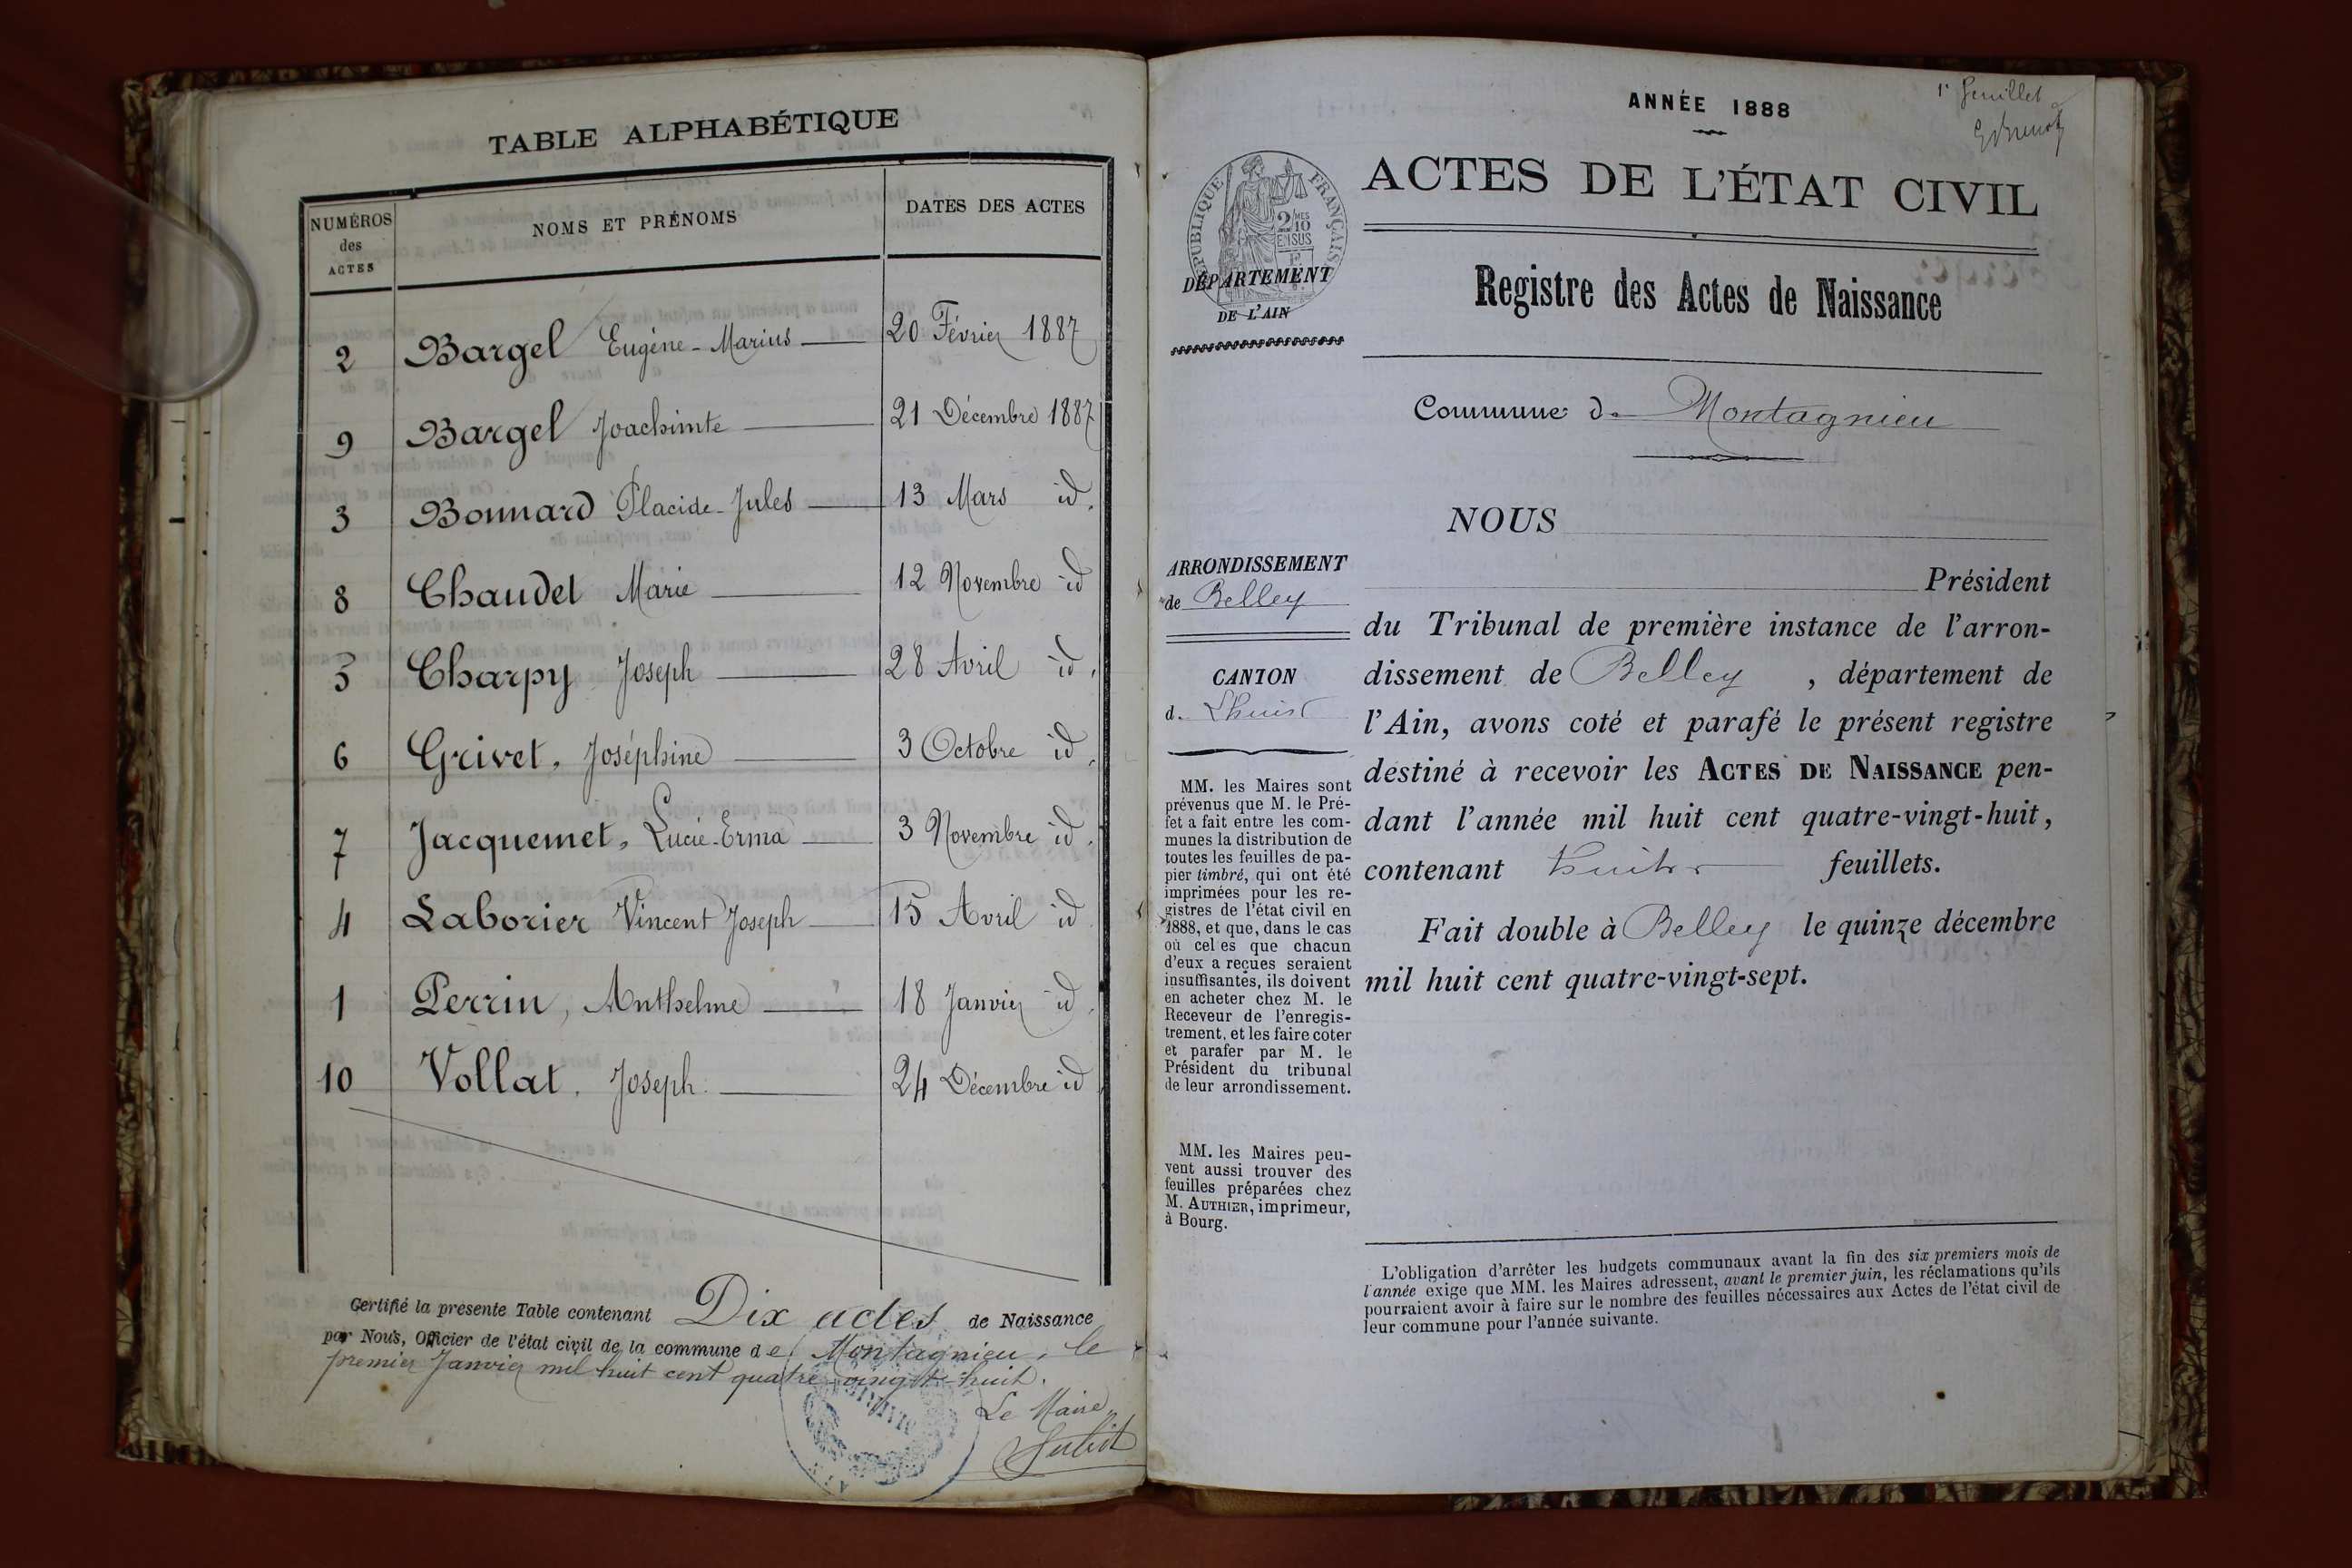 TABLE ALPHABÉTIQUE
NUMÉROS
des
ACTES
NOMS ET PRÉNOMS
DATES DES ACTES
2 Bargel Eugène-Marius 20 Février 1887
9 Bargel Joachimte 21 Décembre 1887
3 Bonnard Placide-Jules 13 Mars id.
8 Chaudet Marie 12 Novembre id
5 Charpy Joseph 28 Avril id.
6 Grivet, Joséphine 3 Octobre id.
7 Jacquemet, Lucie-Erma 3 Novembre id.
4 Laborier Vincent Joseph 15 Avril id
1 Perrin, Anthelme 18 Janvier id.
10 Vollat, Joseph. 24 Décembre id
Certifié la présente Table contenant Dix actes de Naissance
par Nous, Officier de l'état civil de la commune de Montagnieu, le
premier Janvier mil huit cent quatre-vingt-huit.
Le Maire,
1er feuillet
ANNÉE 1888
ACTES DE L'ÉTAT CIVIL
RÉPUBLIQUE FRANÇAISE
2/10 MES
EN SUS
DÉPARTEMENT
DE L'AIN
Registre des Actes de Naissance
Commune de Montagnieu
NOUS
Président
du Tribunal de première instance de l'arron-
dissement de Belley , département de
l'Ain, avons coté et parafé le présent registre
destiné à recevoir les ACTES DE NAISSANCE pen-
dant l'année mil huit cent quatre-vingt-huit,
contenant huit feuillets.
Fait double à Belley le quinze décembre
mil huit cent quatre-vingt-sept.
ARRONDISSEMENT
de Belley
CANTON
d. Lhuis
MM. les Maires sont
prévenus que M. le Pré-
fet a fait entre les com-
munes la distribution de
toutes les feuilles de pa-
pier timbré, qui ont été
imprimées pour les re-
gistres de l'état civil en
1888, et que, dans le cas
où cel es que chacun
d'eux a reçues seraient
insuffisantes, ils doivent
en acheter chez M. le
Receveur de l'enregis-
trement, et les faire coter
et parafer par M. le
Président du tribunal
de leur arrondissement.
MM. les Maires peu-
vent aussi trouver des
feuilles préparées chez
M. AUTHIER, imprimeur,
à Bourg.
L'obligation d'arrêter les budgets communaux avant la fin des six premiers mois de
l'année exige que MM. les Maires adressent, avant le premier juin, les réclamations qu'ils
pourraient avoir à faire sur le nombre des feuilles nécessaires aux Actes de l'état civil de
leur commune pour l'année suivante.